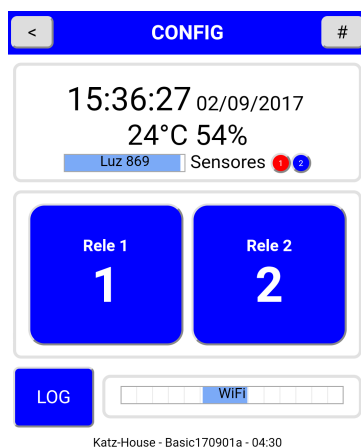 < CONFIG #
15:36:27 02/09/2017
24°C 54%
Luz 869 Sensores 1 2
Rele 1 Rele 2
1 2
LOG WiFi
Katz-House - Basic170901a - 04:30